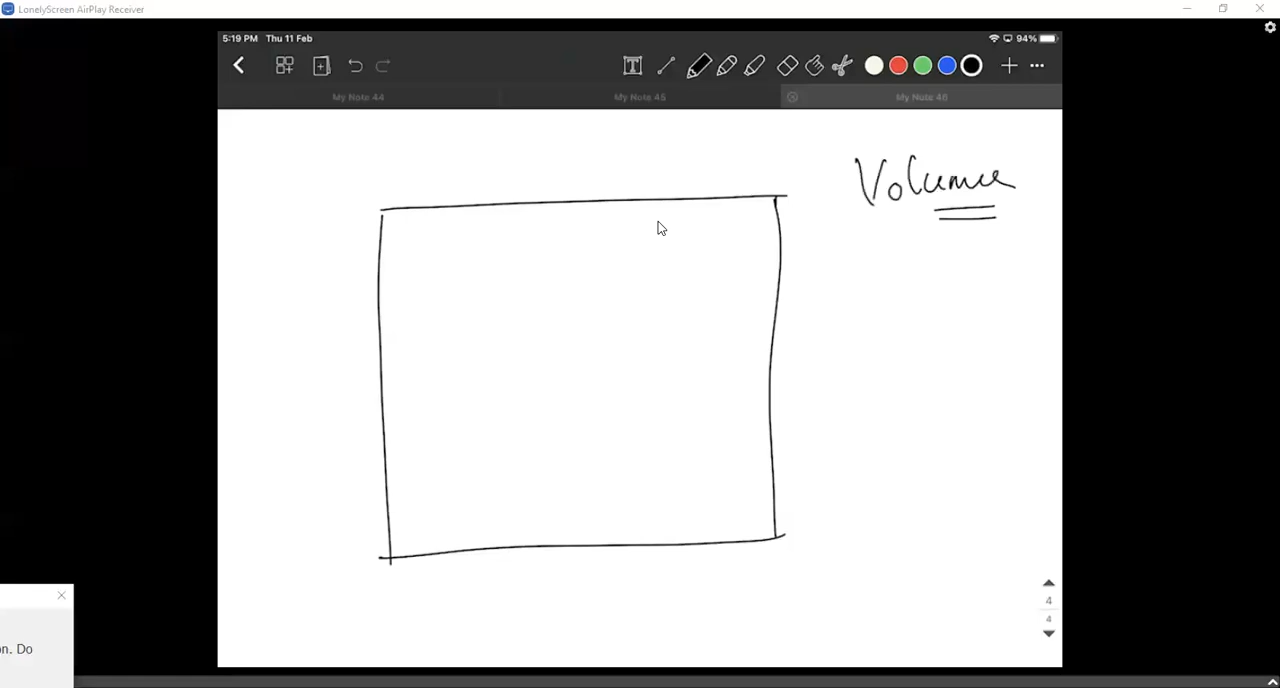 LonelyScreen AirPlay Receiver
5:19 PM Thu 11 Feb
94%
T
My Note 44
My Note 45
My Note 46
Volume
4
4
on. Do